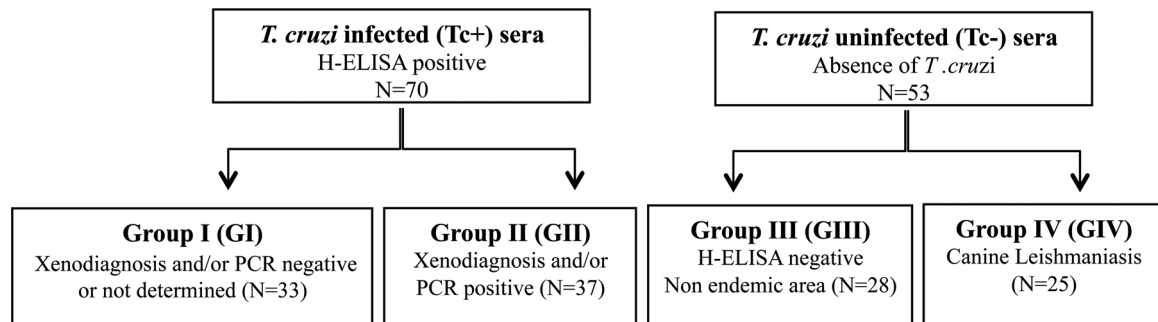 T. cruzi infected (Tc+) sera
H-ELISA positive
N=70
T. cruzi uninfected (Tc-) sera
Absence of T .cruzi
N=53
Group I (GI)
Xenodiagnosis and/or PCR negative
or not determined (N=33)
Group II (GII)
Xenodiagnosis and/or
PCR positive (N=37)
Group III (GIII)
H-ELISA negative
Non endemic area (N=28)
Group IV (GIV)
Canine Leishmaniasis
(N=25)